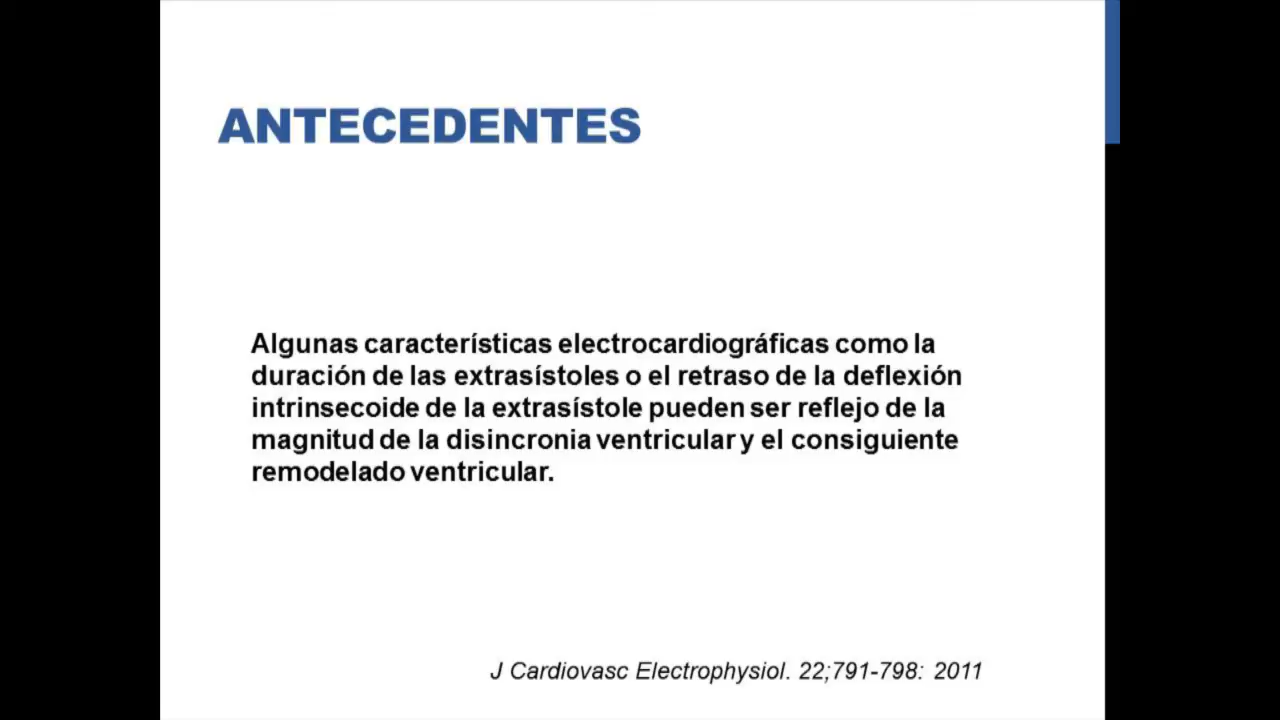 ANTECEDENTES
Algunas características electrocardiográficas como la
duración de las extrasístoles o el retraso de la deflexión
intrinsecoide de la extrasístole pueden ser reflejo de la
magnitud de la disincronia ventricular y el consiguiente
remodelado ventricular.
J Cardiovasc Electrophysiol. 22;791-798: 2011